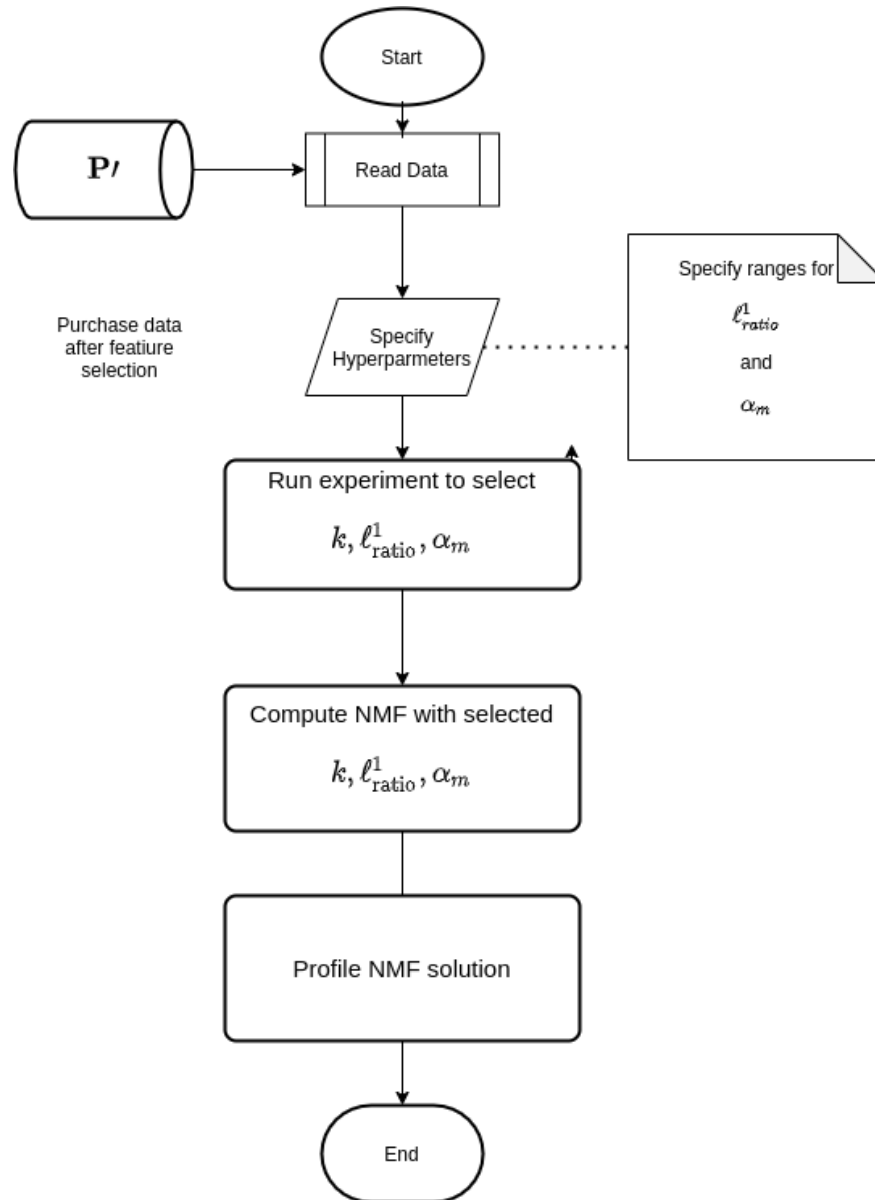 Start
P′
Read Data
Purchase data
after featiure
selection
Specify
Hyperparmeters
Specify ranges for
ℓ¹ᵣₐₜᵢₒ
and
αₘ
Run experiment to select
k, ℓ¹ᵣₐₜᵢₒ, αₘ
Compute NMF with selected
k, ℓ¹ᵣₐₜᵢₒ, αₘ
Profile NMF solution
End